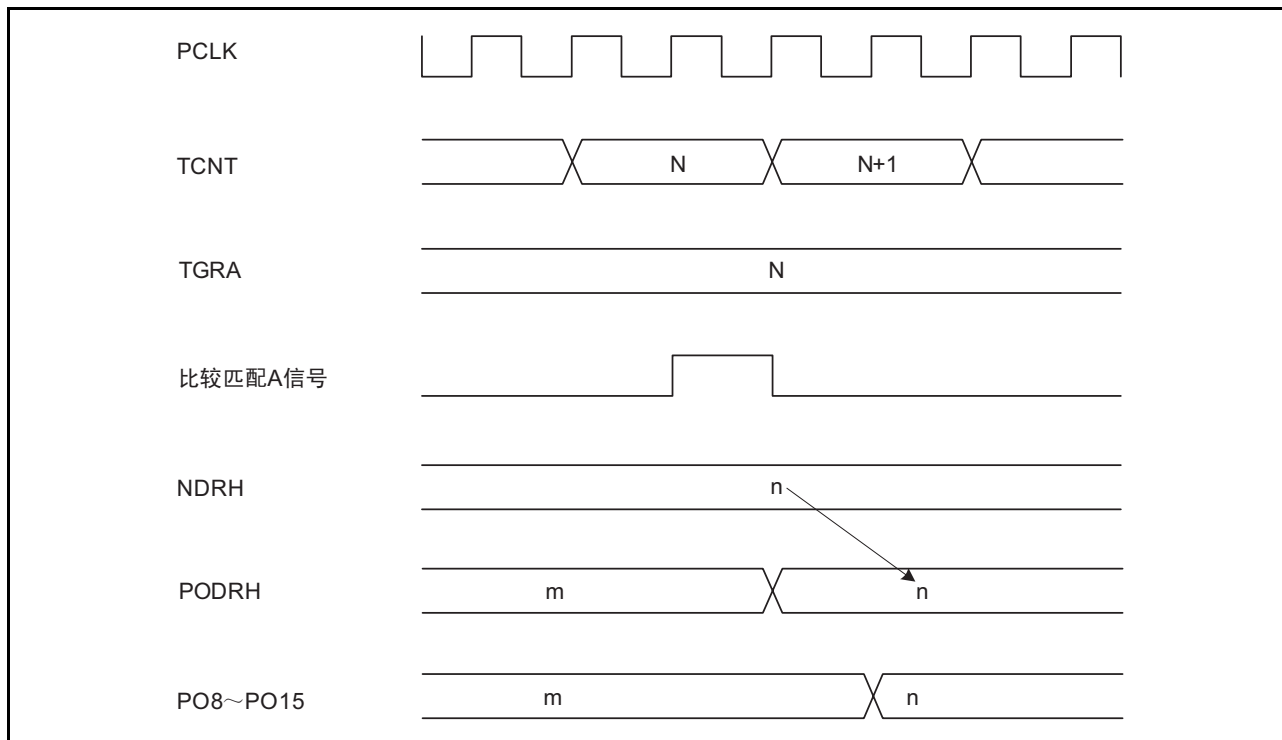 PCLK
TCNT N N+1
TGRA N
比较匹配A信号
NDRH n
PODRH m n
PO8～PO15 m n